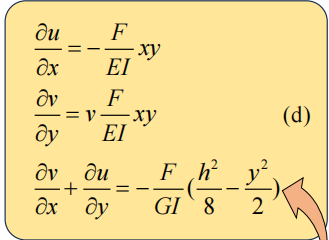 ∂u/∂x = − F/EI xy
∂v/∂y = ν F/EI xy (d)
∂v/∂x + ∂u/∂y = − F/GI (h²/8 − y²/2)